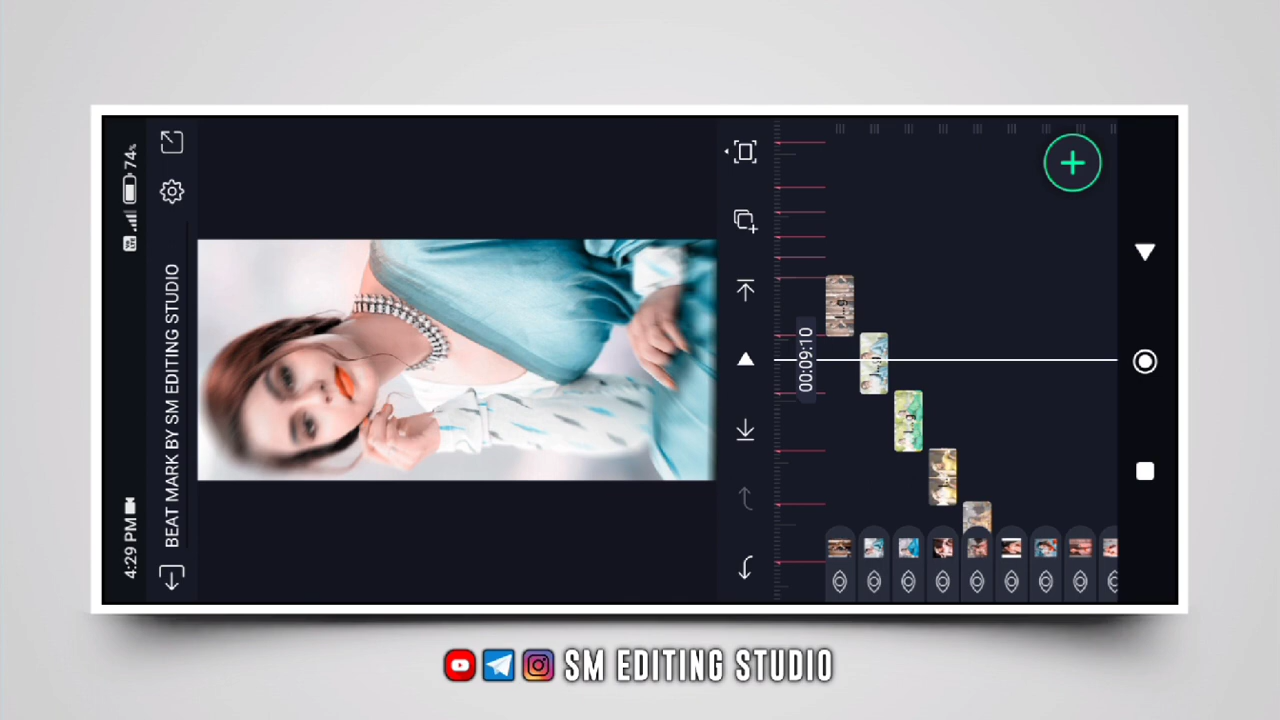 4:29 PM
74%
BEAT MARK BY SM EDITING STUDIO
00:09:10
SM EDITING STUDIO